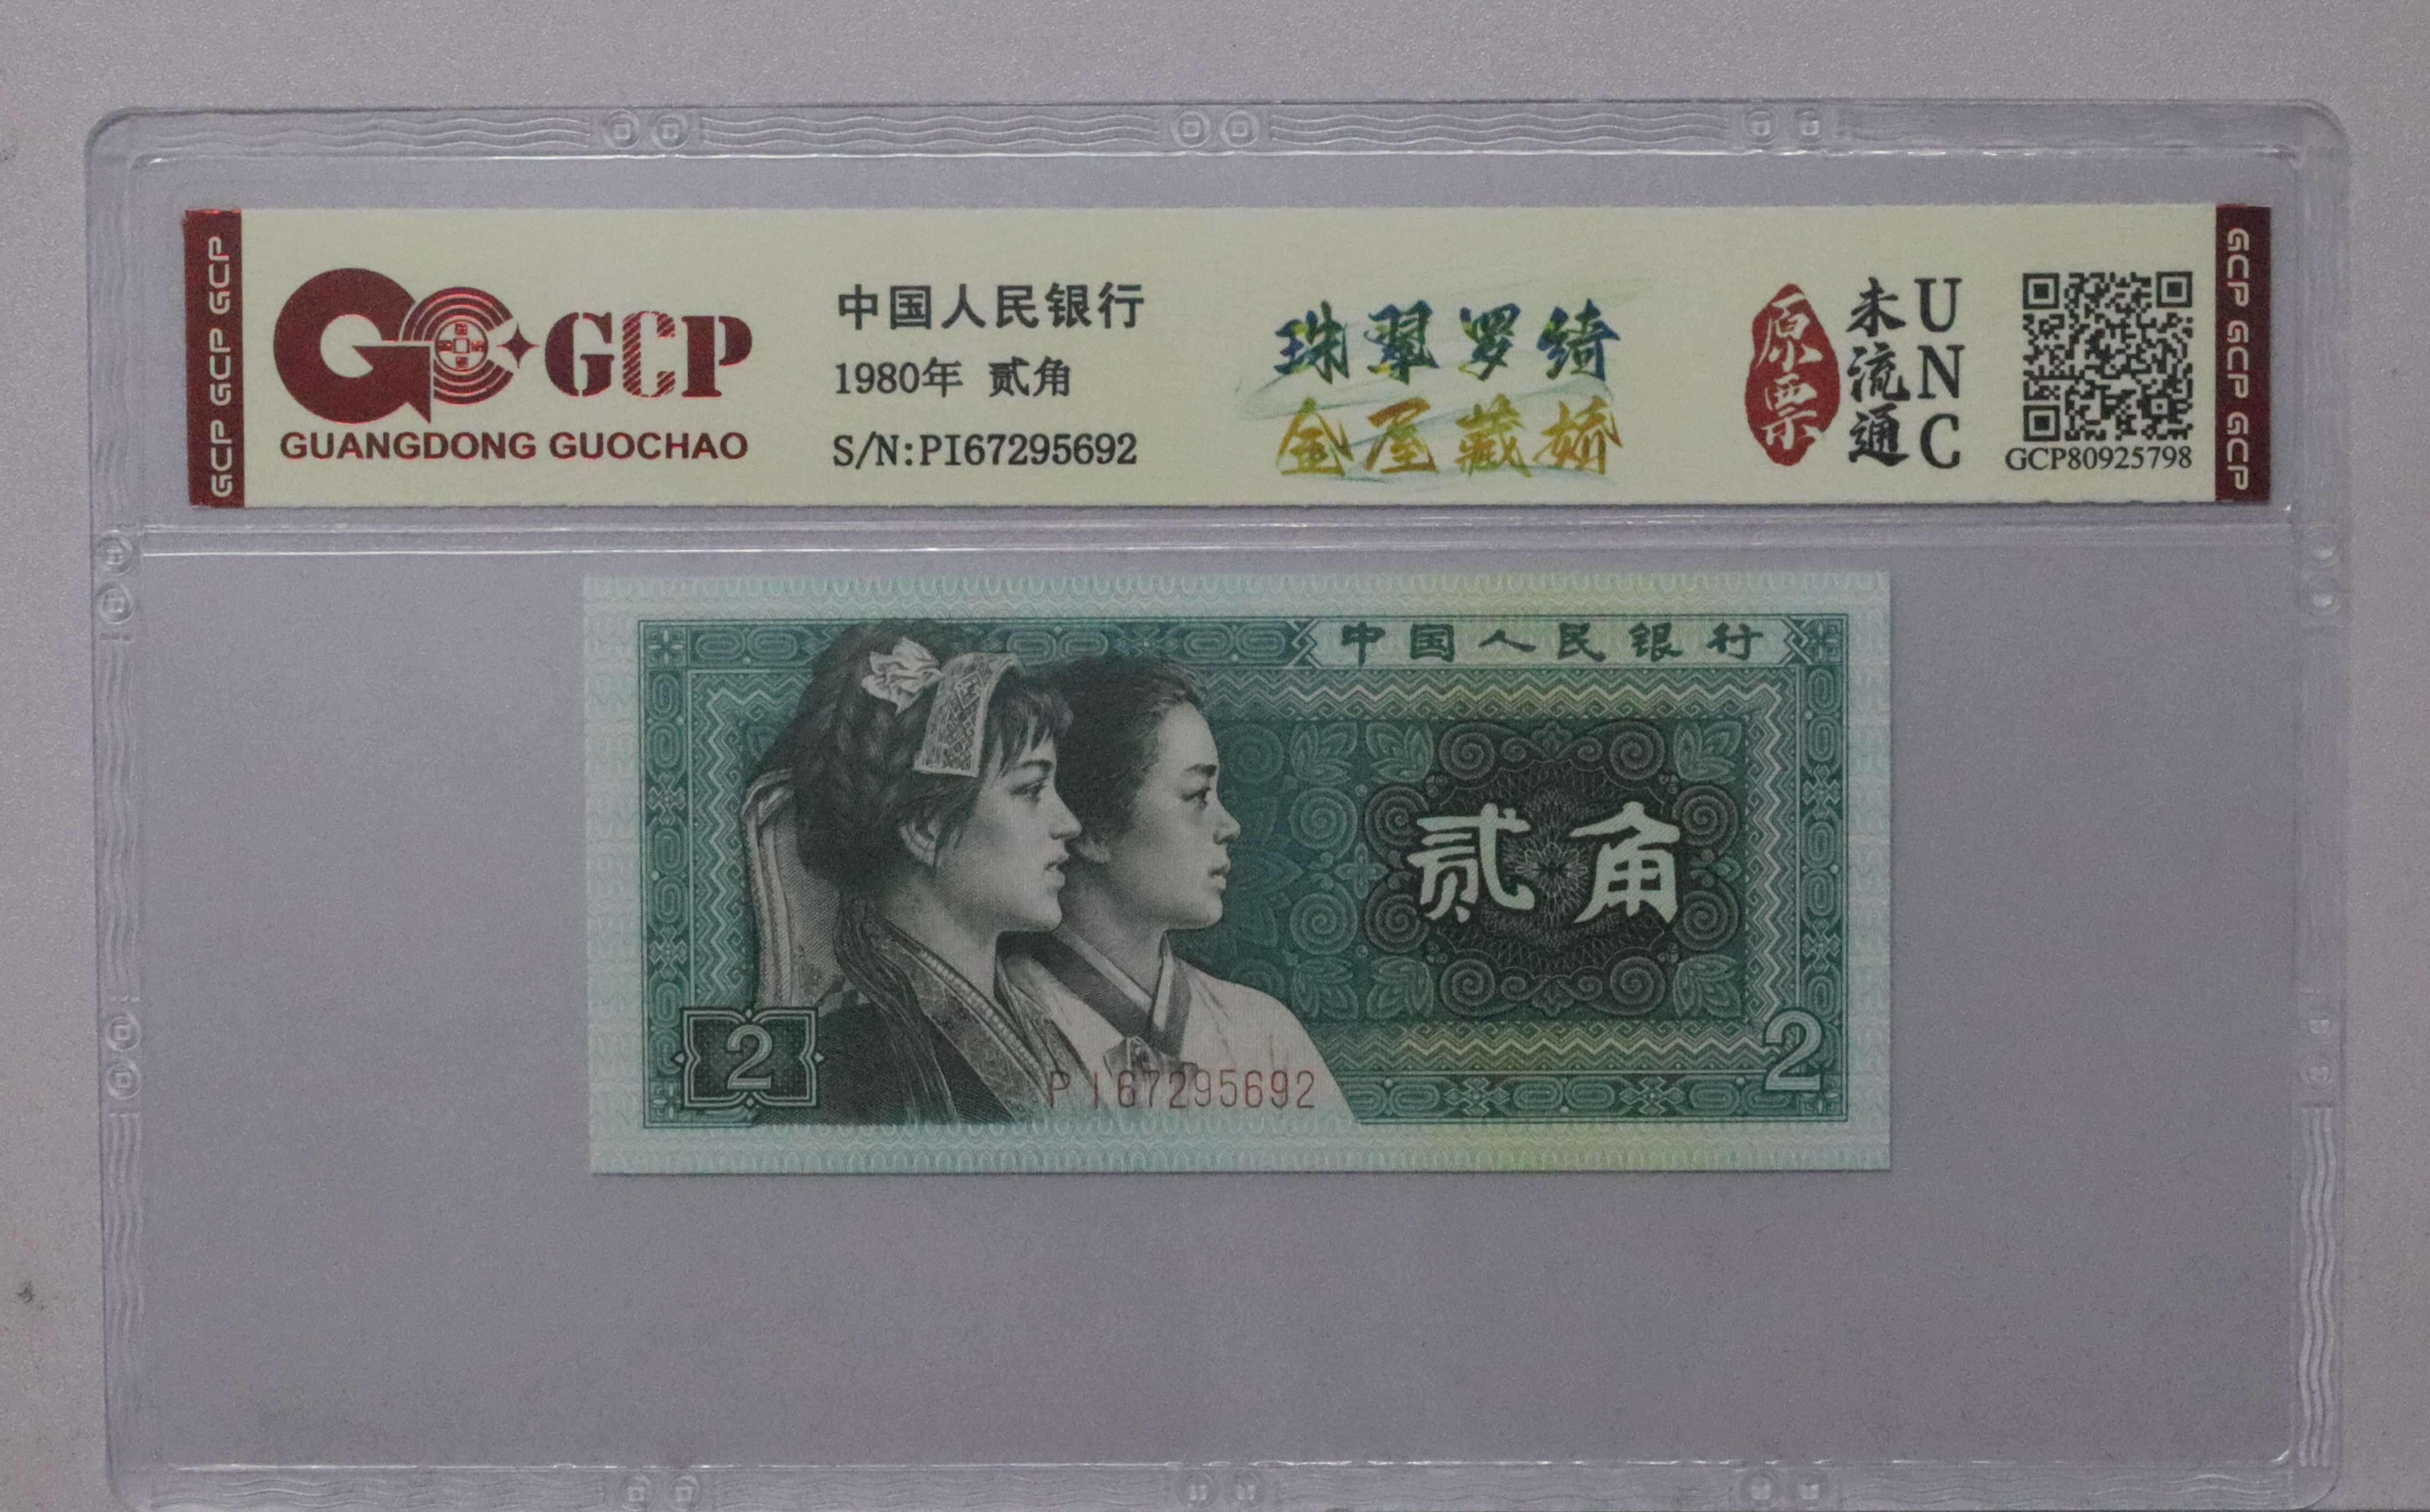 GCP GCP GCP
GCP
GUANGDONG GUOCHAO
中国人民银行
1980年 贰角
S/N:PI67295692
珠翠罗绮
金屋藏娇
原票
未流通
UNC
GCP80925798
GCP GCP GCP
中国人民银行
贰角
2
PI67295692
2